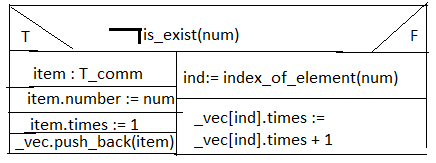 T ¬is_exist(num) F
item : T_comm
item.number := num
item.times := 1
_vec.push_back(item)
ind:= index_of_element(num)
_vec[ind].times :=
_vec[ind].times + 1